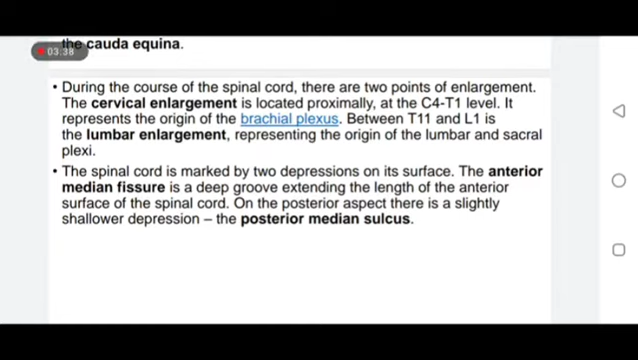 the cauda equina.
03:38
• During the course of the spinal cord, there are two points of enlargement.
The cervical enlargement is located proximally, at the C4-T1 level. It
represents the origin of the brachial plexus. Between T11 and L1 is
the lumbar enlargement, representing the origin of the lumbar and sacral
plexi.
• The spinal cord is marked by two depressions on its surface. The anterior
median fissure is a deep groove extending the length of the anterior
surface of the spinal cord. On the posterior aspect there is a slightly
shallower depression – the posterior median sulcus.